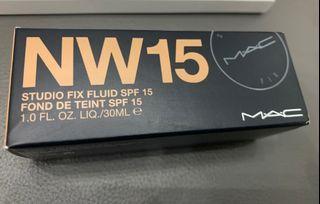 NW15
STUDIO FIX FLUID SPF 15
FOND DE TEINT SPF 15
1.0 FL. OZ. LIQ./30ML ℮
MAC
MAC